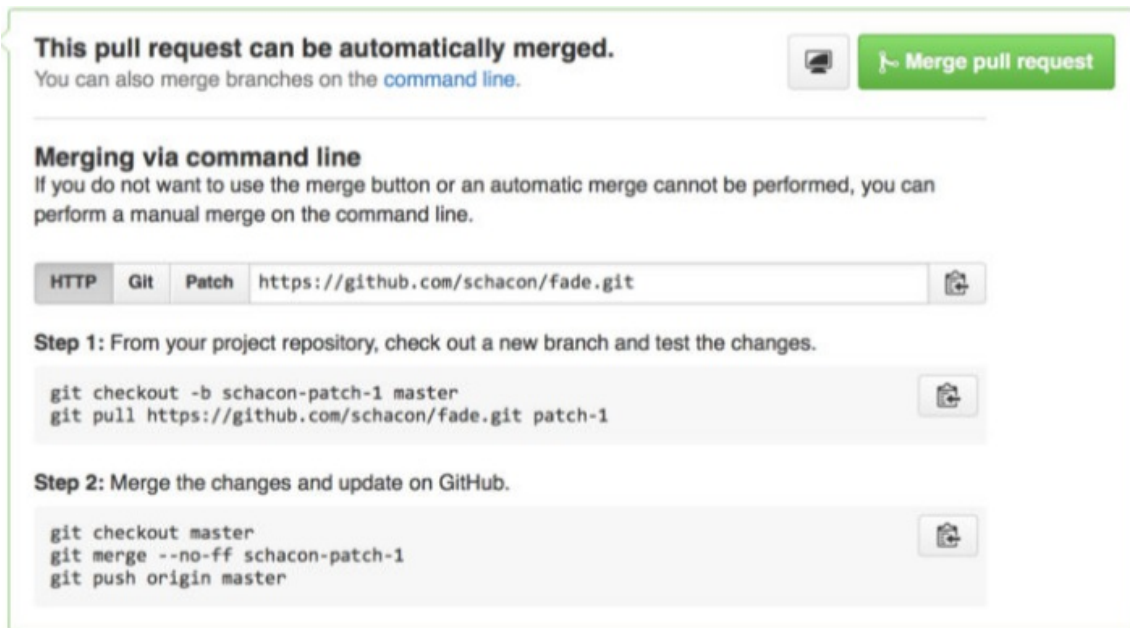 This pull request can be automatically merged.
You can also merge branches on the command line.
Merge pull request
Merging via command line
If you do not want to use the merge button or an automatic merge cannot be performed, you can
perform a manual merge on the command line.
HTTP Git Patch https://github.com/schacon/fade.git
Step 1: From your project repository, check out a new branch and test the changes.
git checkout -b schacon-patch-1 master
git pull https://github.com/schacon/fade.git patch-1
Step 2: Merge the changes and update on GitHub.
git checkout master
git merge --no-ff schacon-patch-1
git push origin master